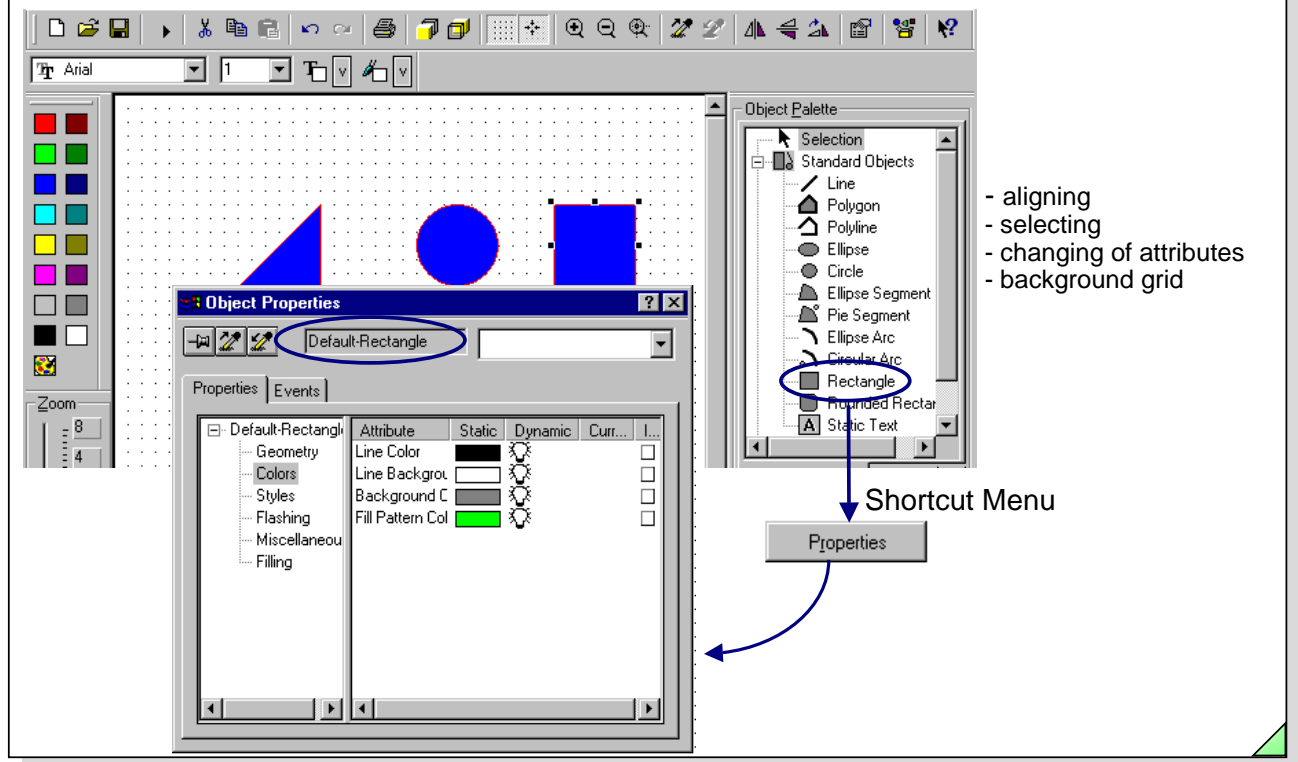 Arial
1
Object Palette
Selection
Standard Objects
Line
Polygon
Polyline
Ellipse
Circle
Ellipse Segment
Pie Segment
Ellipse Arc
Circular Arc
Rectangle
Rounded Rectan
A Static Text
- aligning
- selecting
- changing of attributes
- background grid
Zoom
8
4
Object Properties
Default-Rectangle
Properties Events
Default-Rectangl
Geometry
Colors
Styles
Flashing
Miscellaneou
Filling
Attribute Static Dynamic Curr... I...
Line Color
Line Backgrou
Background C
Fill Pattern Col
Shortcut Menu
Properties